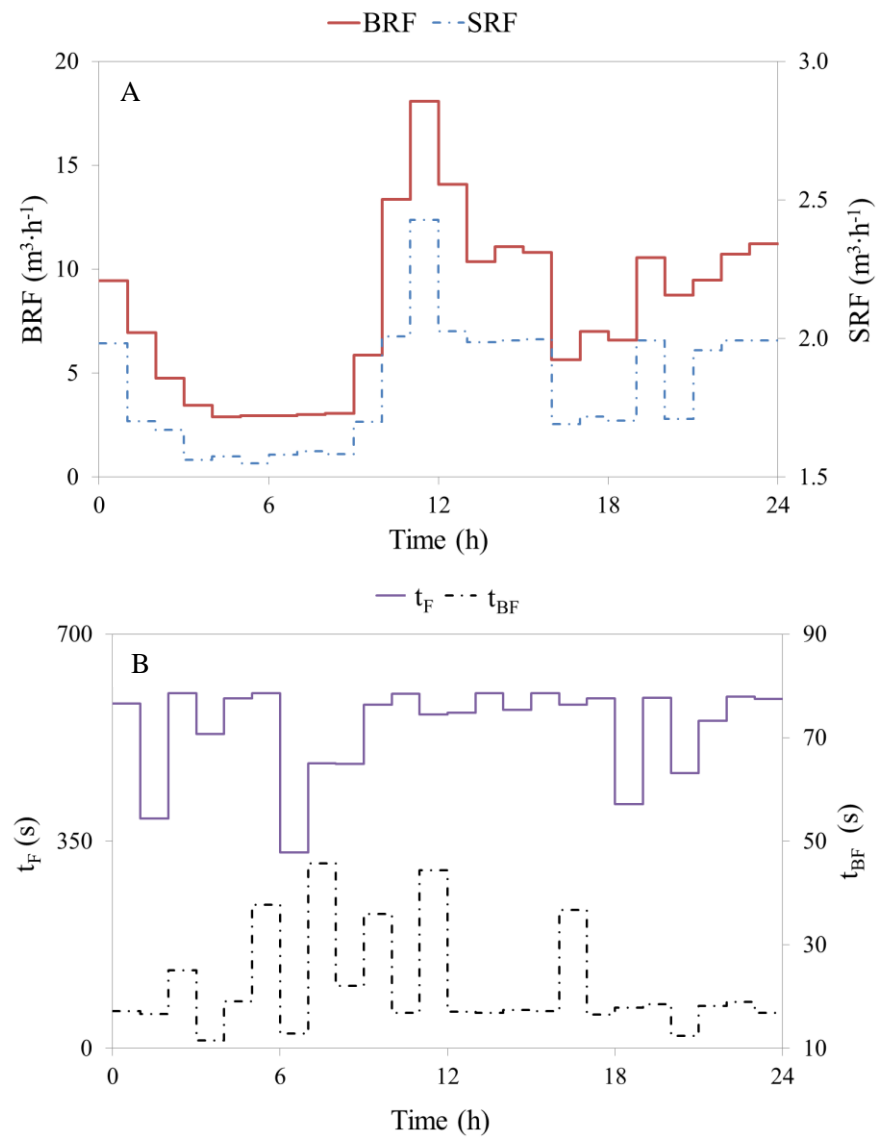 BRF SRF
A
20
15
10
5
0
BRF (m³·h⁻¹)
3.0
2.5
2.0
1.5
SRF (m³·h⁻¹)
0 6 12 18 24
Time (h)
t_F t_BF
B
700
350
0
t_F (s)
90
70
50
30
10
t_BF (s)
0 6 12 18 24
Time (h)